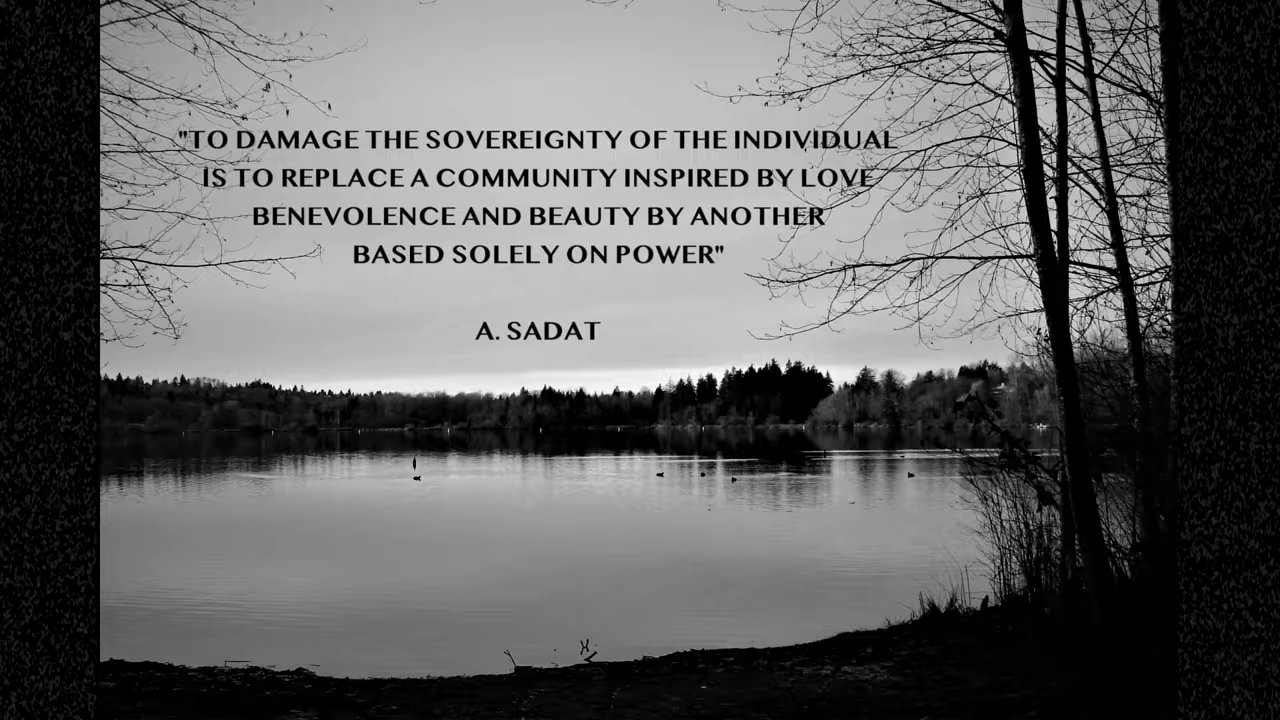 "TO DAMAGE THE SOVEREIGNTY OF THE INDIVIDUAL
IS TO REPLACE A COMMUNITY INSPIRED BY LOVE
BENEVOLENCE AND BEAUTY BY ANOTHER
BASED SOLELY ON POWER"
A. SADAT